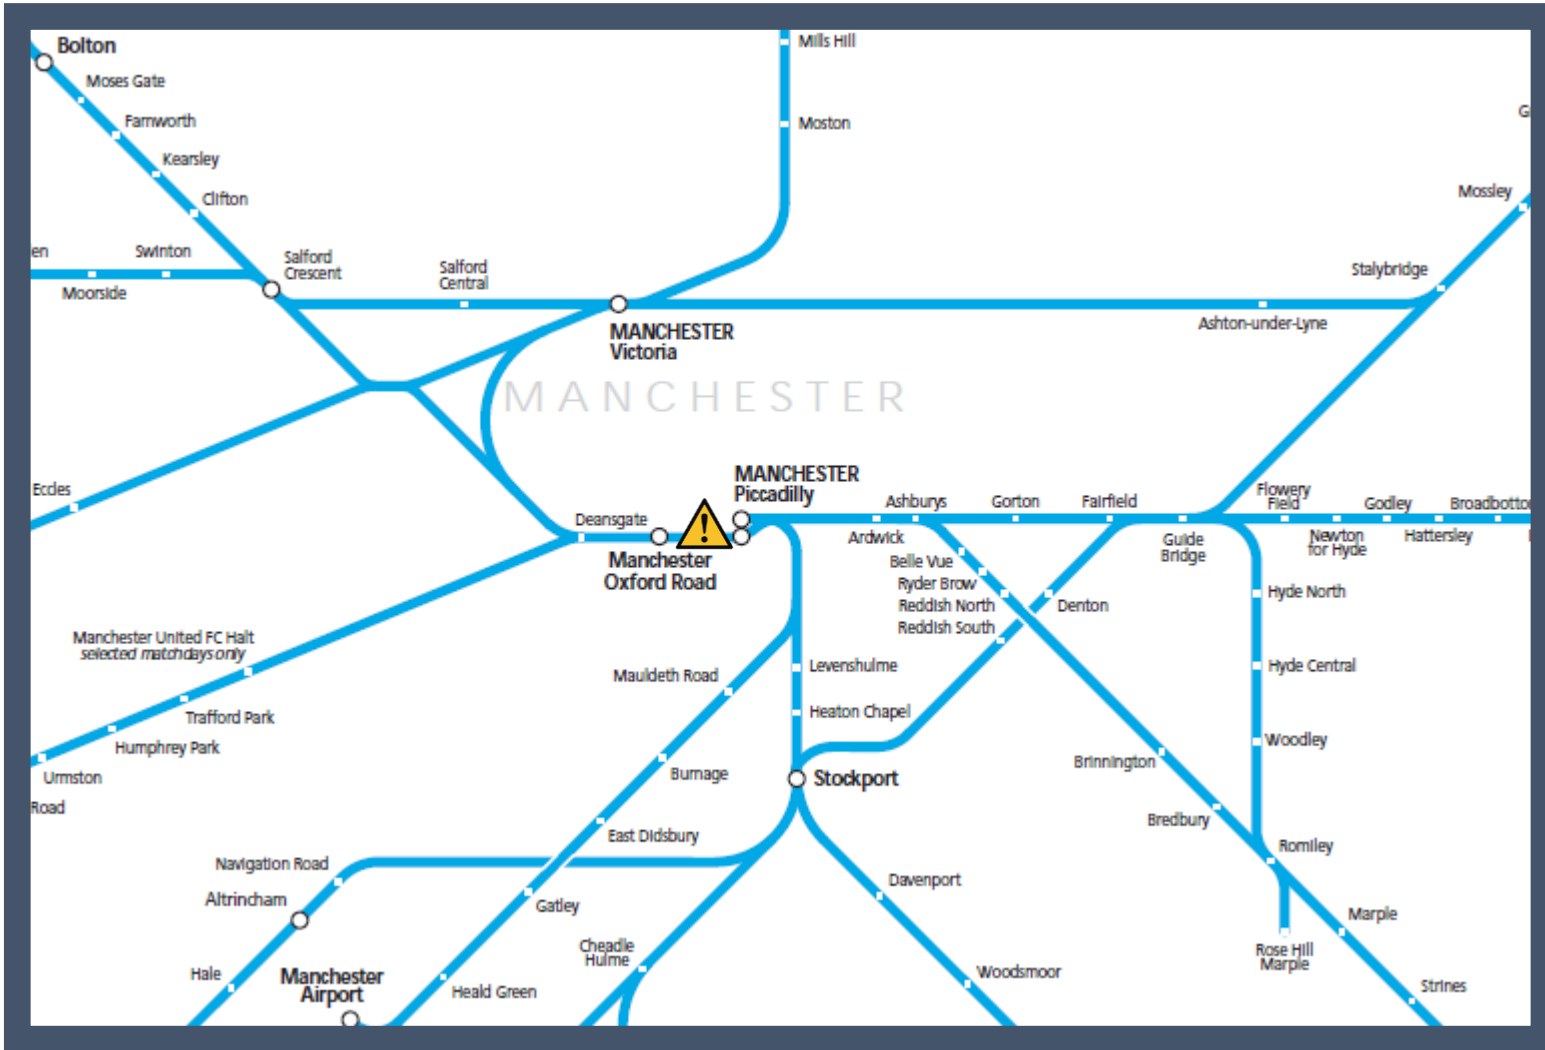 Bolton
Moses Gate
Farnworth
Kearsley
Clifton
en
Swinton
Moorside
Salford
Crescent
Salford
Central
Mills Hill
Moston
G
Mossley
Stalybridge
Ashton-under-Lyne
MANCHESTER
Victoria
MANCHESTER
Eccles
MANCHESTER
Piccadilly
Deansgate
!
Manchester
Oxford Road
Ashburys
Gorton
Fairfield
Flowery
Field
Godley
Broadbotto
Ardwick
Guide
Bridge
Newton
for Hyde
Hattersley
Belle Vue
Ryder Brow
Reddish North
Reddish South
Denton
Hyde North
Hyde Central
Woodley
Manchester United FC Halt
selected matchdays only
Trafford Park
Humphrey Park
Urmston
Road
Mauldeth Road
Levenshulme
Heaton Chapel
Burnage
Stockport
East Didsbury
Brinnington
Bredbury
Romiley
Navigation Road
Altrincham
Gatley
Davenport
Marple
Hale
Manchester
Airport
Heald Green
Cheadle
Hulme
Woodsmoor
Rose Hill
Marple
Strines